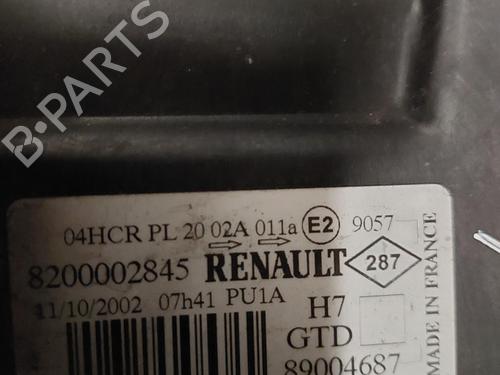 B-PARTS
04HCR PL 20 02A 011a E2 9057
8200002845 RENAULT 287
11/10/2002 07h41 PU1A H7
GTD
89004687
MADE IN FRANCE